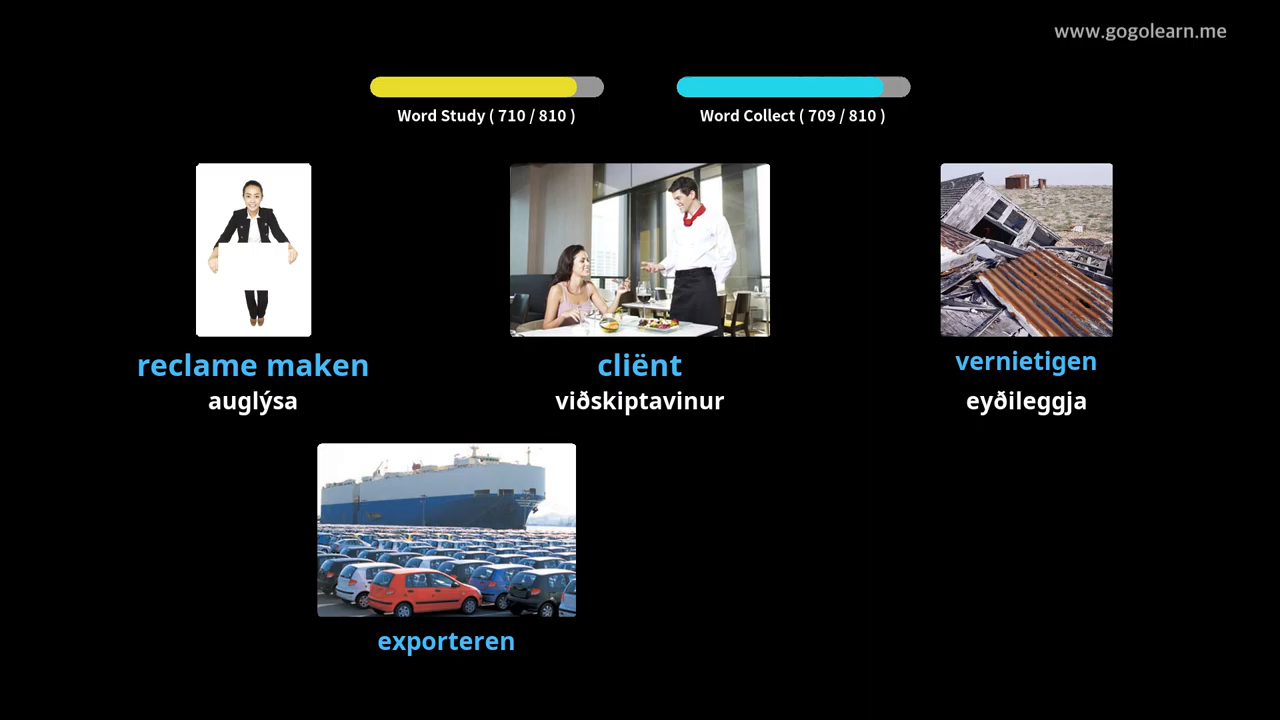 www.gogolearn.me
Word Study ( 710 / 810 )
Word Collect ( 709 / 810 )
reclame maken
auglýsa
cliënt
viðskiptavinur
vernietigen
eyðileggja
exporteren